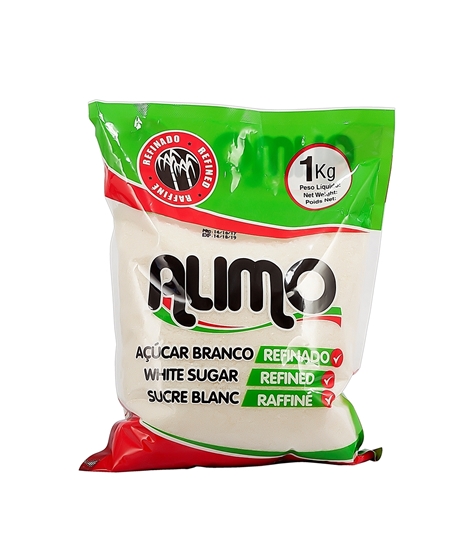 REFINADO
REFINED
RAFFINÉ
1Kg
Peso Líquido:
Net Weight:
Poids Net:
ALIMO
AÇÚCAR BRANCO REFINADO
WHITE SUGAR REFINED
SUCRE BLANC RAFFINÉ